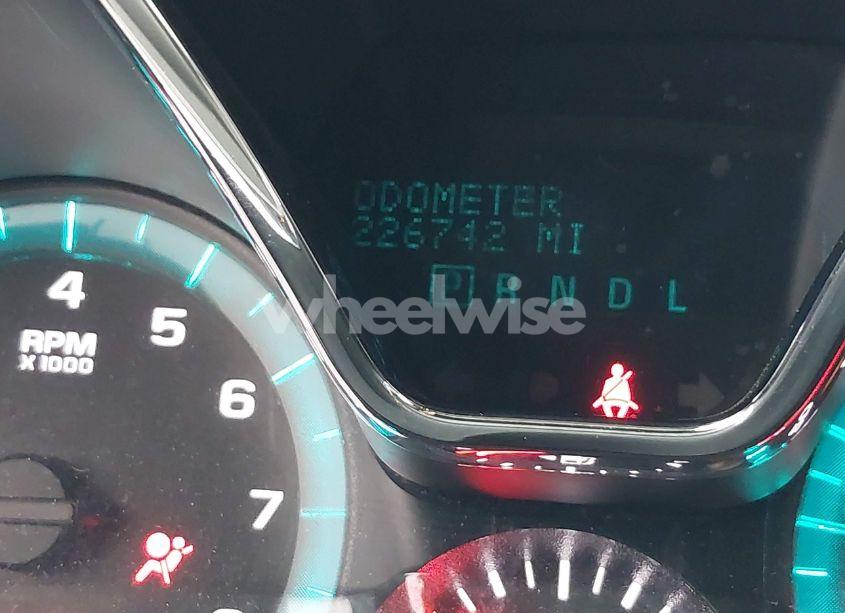 ODOMETER
226742 MI
P R N D L
wheelwise
4
5
RPM
X1000
6
7